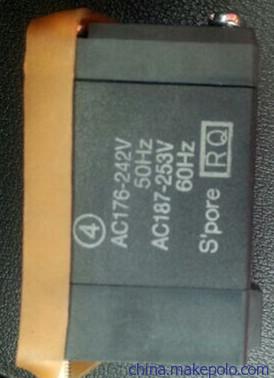 ④
AC176-242V
50Hz
AC187-253V
60Hz
S'pore RQ
china.makepolo.com